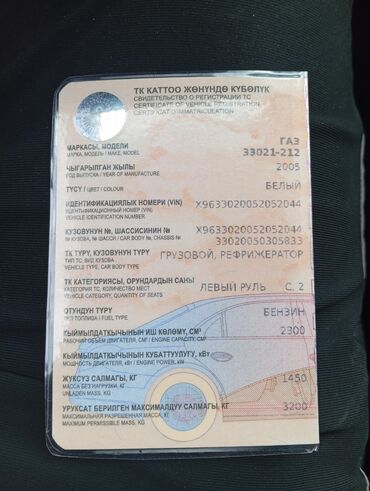 ТК КАТТОО ЖӨНҮНДӨ КҮБӨЛҮК
СВИДЕТЕЛЬСТВО О РЕГИСТРАЦИИ ТС
CERTIFICATE OF VEHICLE REGISTRATION
CERTIFICAT D'IMMATRICULATION
МАРКАСЫ, МОДЕЛИ ГАЗ
МАРКА, МОДЕЛЬ / MAKE, MODEL 33021-212
ЧЫГАРЫЛГАН ЖЫЛЫ 2005
ГОД ВЫПУСКА / YEAR OF MANUFACTURE
ТҮСҮ / ЦВЕТ / COLOUR БЕЛЫЙ
ИДЕНТИФИКАЦИЯЛЫК НОМЕРИ (VIN) X9633020052052044
ИДЕНТИФИКАЦИОННЫЙ НОМЕР (VIN)
VEHICLE IDENTIFICATION NUMBER
КУЗОВУНУН №, ШАССИСИНИН № X9633020052052044
№ КУЗОВА, № ШАССИ / CAR BODY №, CHASSIS № 33020050305833
ТК ТҮРҮ, КУЗОВУНУН ТҮРҮ ГРУЗОВОЙ, РЕФРИЖЕРАТОР
ТИП ТС, ВИД КУЗОВА
VEHICLE TYPE, CAR BODY TYPE
ТК КАТЕГОРИЯСЫ, ОРУНДАРДЫН САНЫ
КАТЕГОРИЯ ТС, КОЛИЧЕСТВО МЕСТ ЛЕВЫЙ РУЛЬ C, 2
VEHICLE CATEGORY, QUANTITY OF SEATS
ОТУНДУН ТҮРҮ БЕНЗИН
ВИД ТОПЛИВА / FUEL TYPE
КЫЙМЫЛДАТКЫЧЫНЫН ИШ КӨЛӨМҮ, СМ³ 2300
РАБОЧИЙ ОБЪЕМ ДВИГАТЕЛЯ, СМ³ / ENGINE CAPACITY, CM³
КЫЙМЫЛДАТКЫЧЫНЫН КУБАТТУУЛУГУ, кВт
МОЩНОСТЬ ДВИГАТЕЛЯ, кВт / ENGINE POWER, kW
ЖҮКСҮЗ САЛМАГЫ, КГ 1450
МАССА БЕЗ НАГРУЗКИ, КГ
UNLADEN MASS, KG
УРУКСАТ БЕРИЛГЕН МАКСИМАЛДУУ САЛМАГЫ, КГ 3200
МАКСИМАЛЬНАЯ РАЗРЕШЕННАЯ МАССА, КГ
MAXIMUM PERMISSIBLE MASS, KG